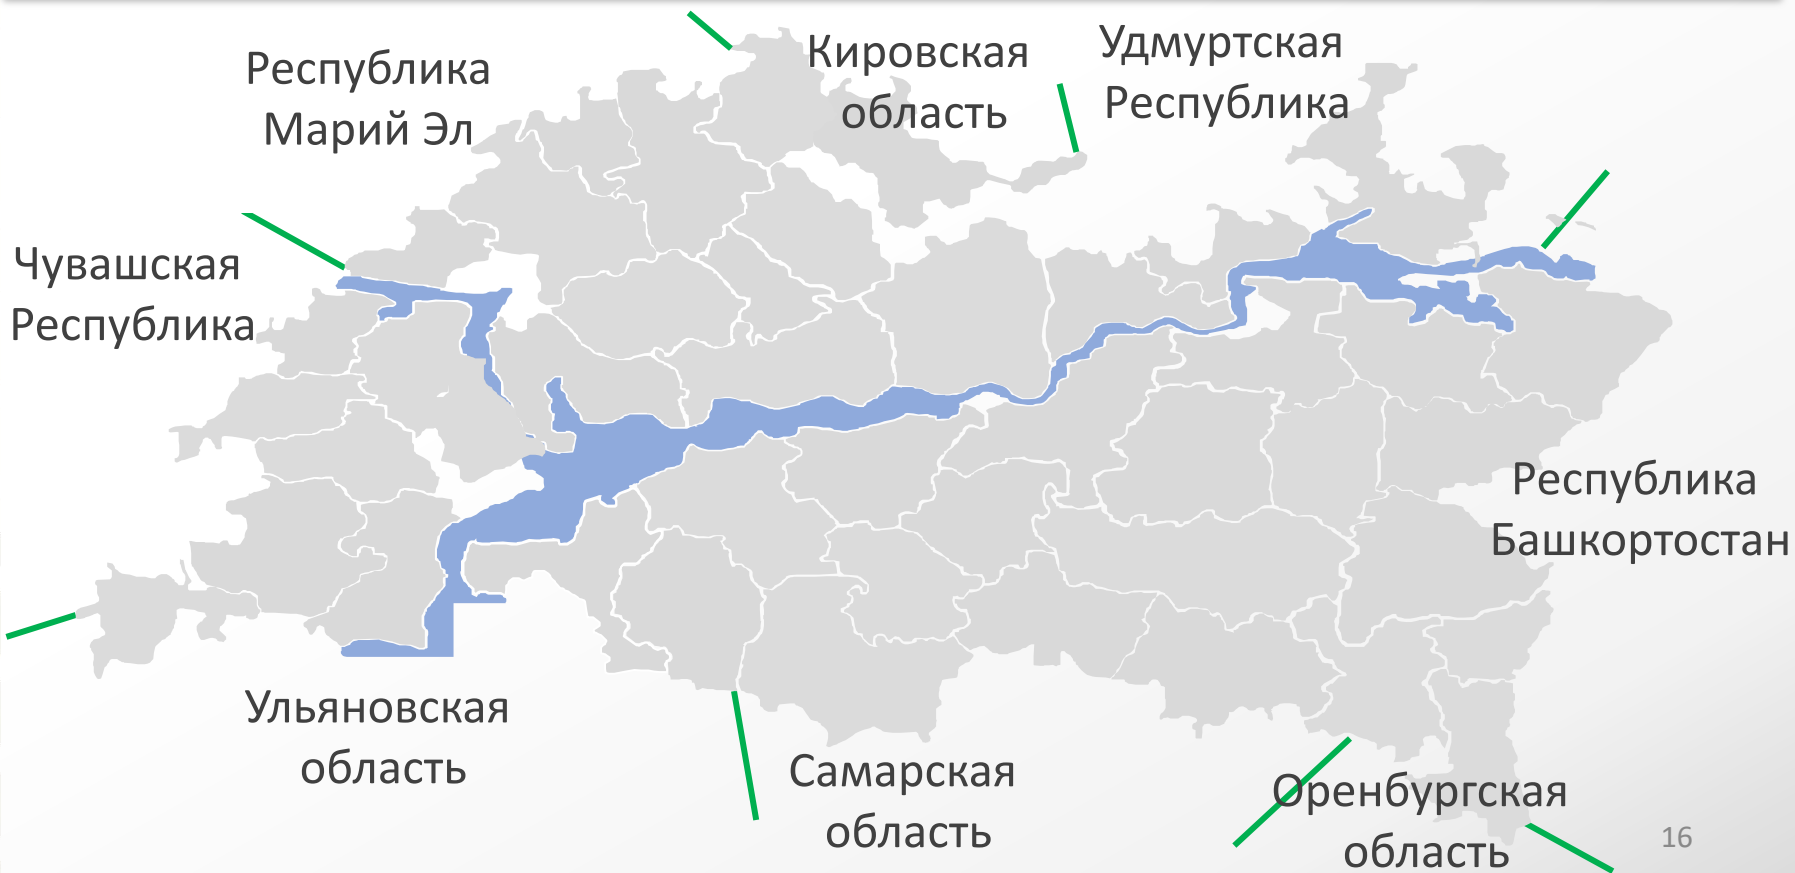 Республика
Марий Эл
Кировская
область
Удмуртская
Республика
Чувашская
Республика
Республика
Башкортостан
Ульяновская
область
Самарская
область
Оренбургская
область
16